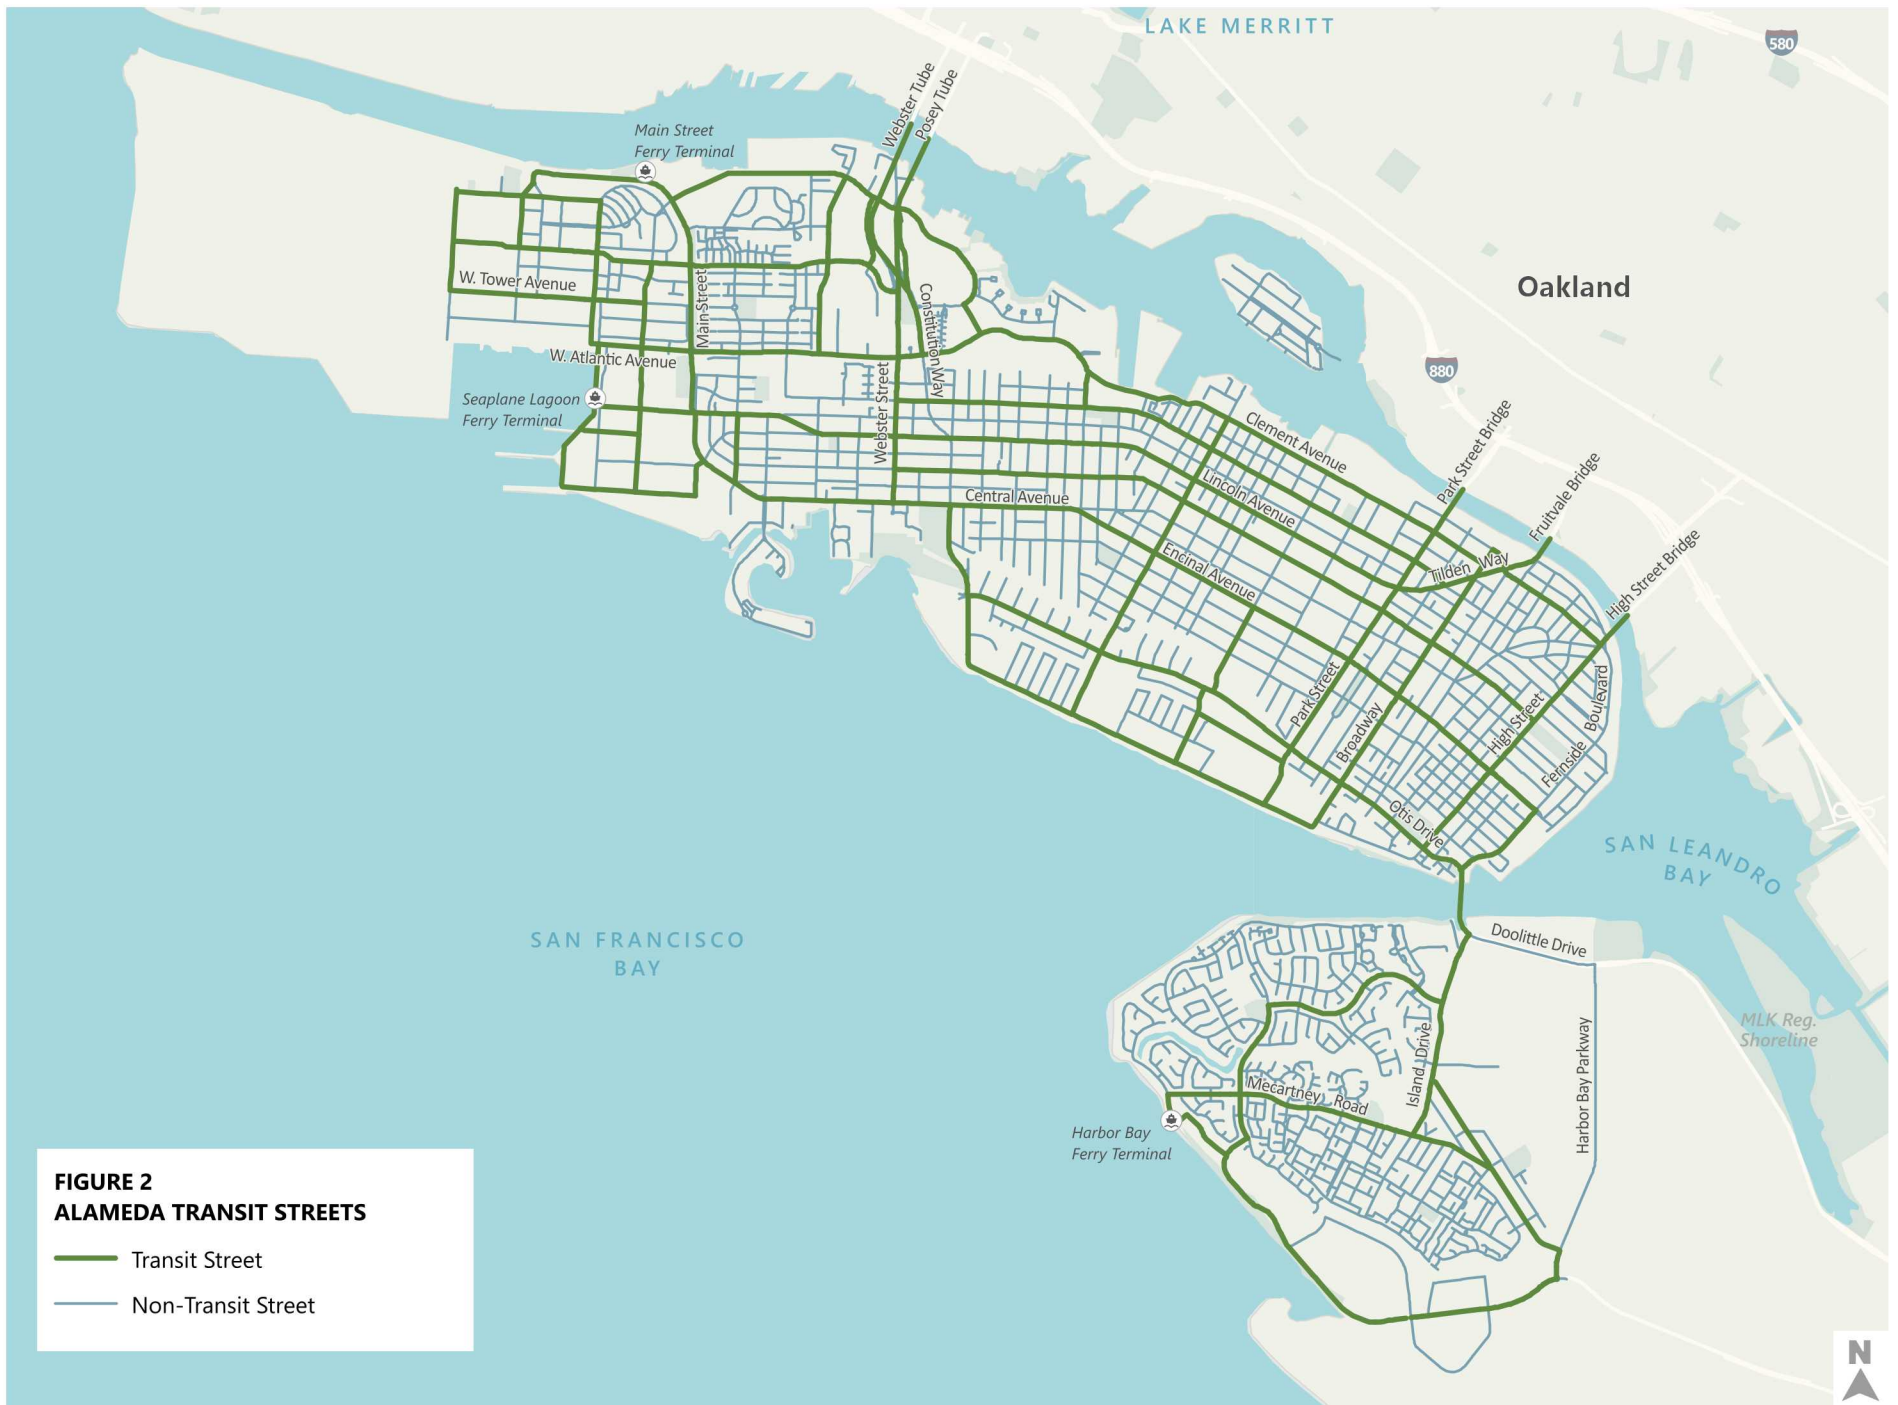 LAKE MERRITT
580
Webster Tube
Posey Tube
Main Street
Ferry Terminal
Oakland
W. Tower Avenue
Main Street
Constitution Way
W. Atlantic Avenue
880
Seaplane Lagoon
Ferry Terminal
Webster Street
Clement Avenue
Park Street Bridge
Fruitvale Bridge
Lincoln Avenue
Central Avenue
High Street Bridge
Encinal Avenue
Tilden Way
Park Street
Broadway
High Street
Fernside Boulevard
Otis Drive
SAN LEANDRO
BAY
SAN FRANCISCO
BAY
Doolittle Drive
MLK Reg.
Shoreline
Island Drive
Harbor Bay Parkway
Mecartney Road
Harbor Bay
Ferry Terminal
FIGURE 2
ALAMEDA TRANSIT STREETS
Transit Street
Non-Transit Street
N